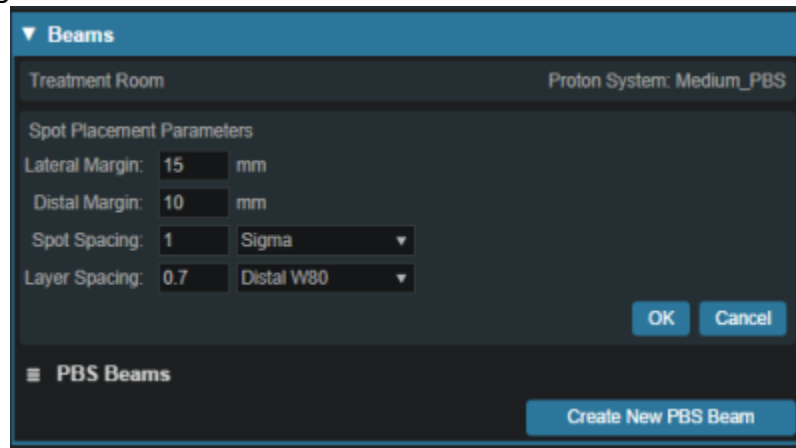 Beams
Treatment Room Proton System: Medium_PBS
Spot Placement Parameters
Lateral Margin: 15 mm
Distal Margin: 10 mm
Spot Spacing: 1 Sigma
Layer Spacing: 0.7 Distal W80
OK Cancel
PBS Beams
Create New PBS Beam